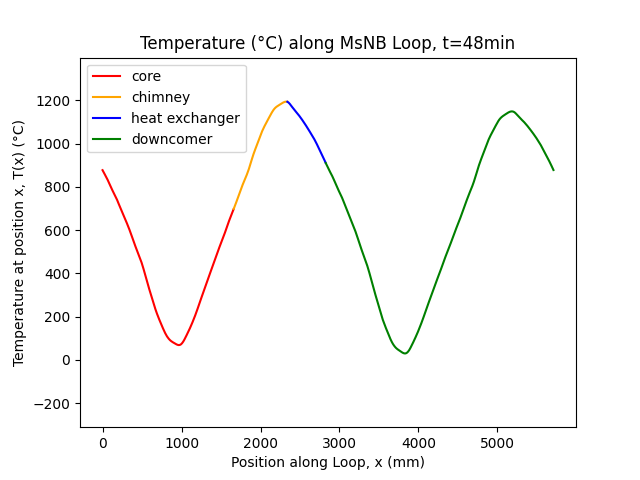 Temperature (°C) along MsNB Loop, t=48min
core
chimney
heat exchanger
downcomer
Temperature at position x, T(x) (°C)
1200
1000
800
600
400
200
0
−200
0 1000 2000 3000 4000 5000
Position along Loop, x (mm)